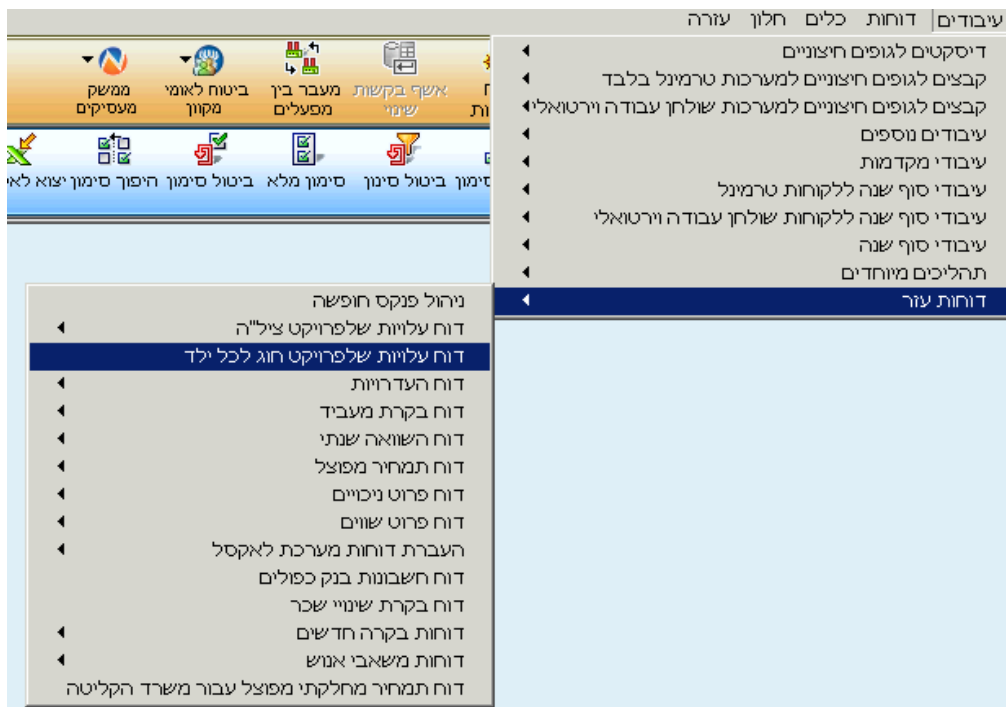 עיבודים דוחות כלים חלון עזרה
אשף בקשות שינוי
מעבר בין מפעלים
ביטוח לאומי מקוון
ממשק מעסיקים
ביטול סינון
סימון מלא
ביטול סימון
היפוך סימון
יצוא
דיסקטים לגופים חיצוניים
קבצים לגופים חיצוניים למערכות טרמינל בלבד
קבצים לגופים חיצוניים למערכות שולחן עבודה וירטואלי
עיבודים נוספים
עיבודי מקדמות
עיבודי סוף שנה ללקוחות טרמינל
עיבודי סוף שנה ללקוחות שולחן עבודה וירטואלי
עיבודי סוף שנה
תהליכים מיוחדים
דוחות עזר
ניהול פנקס חופשה
דוח עלויות שלפרויקט ציל"ה
דוח עלויות שלפרויקט חוג לכל ילד
דוח העדרויות
דוח בקרת מעביד
דוח השוואה שנתי
דוח תמחיר מפוצל
דוח פרוט ניכויים
דוח פרוט שווים
העברת דוחות מערכת לאקסל
דוח חשבונות בנק כפולים
דוח בקרת שינויי שכר
דוחות בקרה חדשים
דוחות משאבי אנוש
דוח תמחיר מחלקתי מפוצל עבור משרד הקליטה